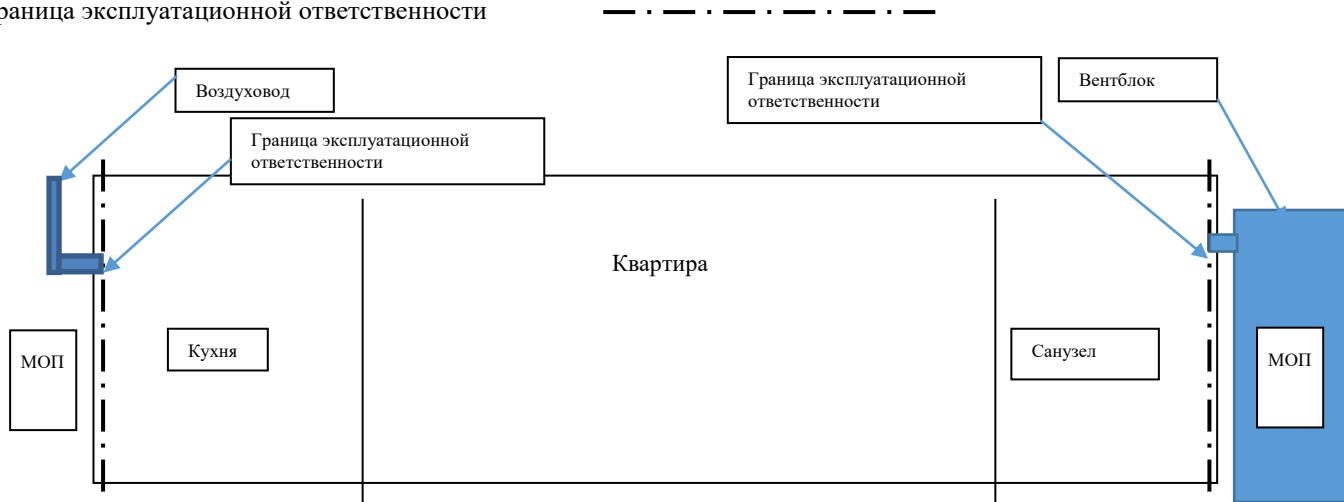 раница эксплуатационной ответственности
Воздуховод
Граница эксплуатационной
ответственности
Граница эксплуатационной
ответственности
Вентблок
Квартира
МОП
Кухня
Санузел
МОП